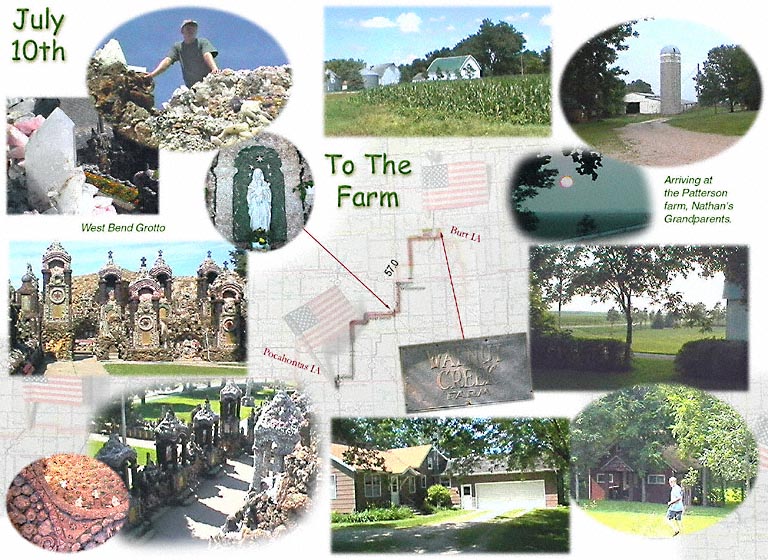 July
10th
To The
Farm
West Bend Grotto
Arriving at
the Patterson
farm, Nathan's
Grandparents.
Burt IA
57.0
Pocahontas IA
WALNUT
CREEK
FARM